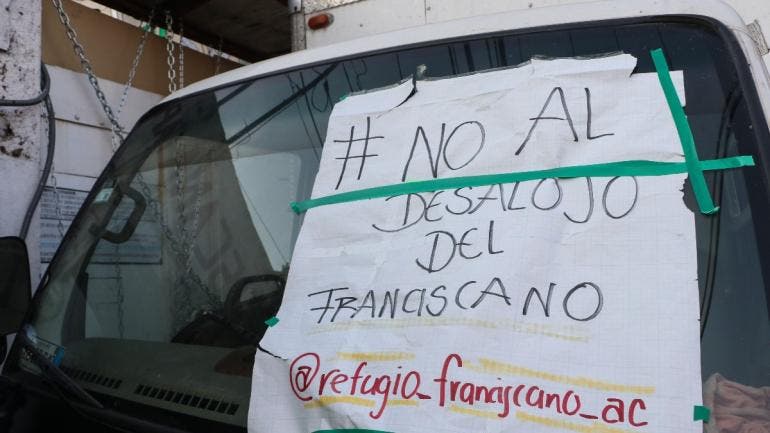 # NO AL
DESALOJO
DEL
FRANCISCANO
@refugio_franciscano_ac